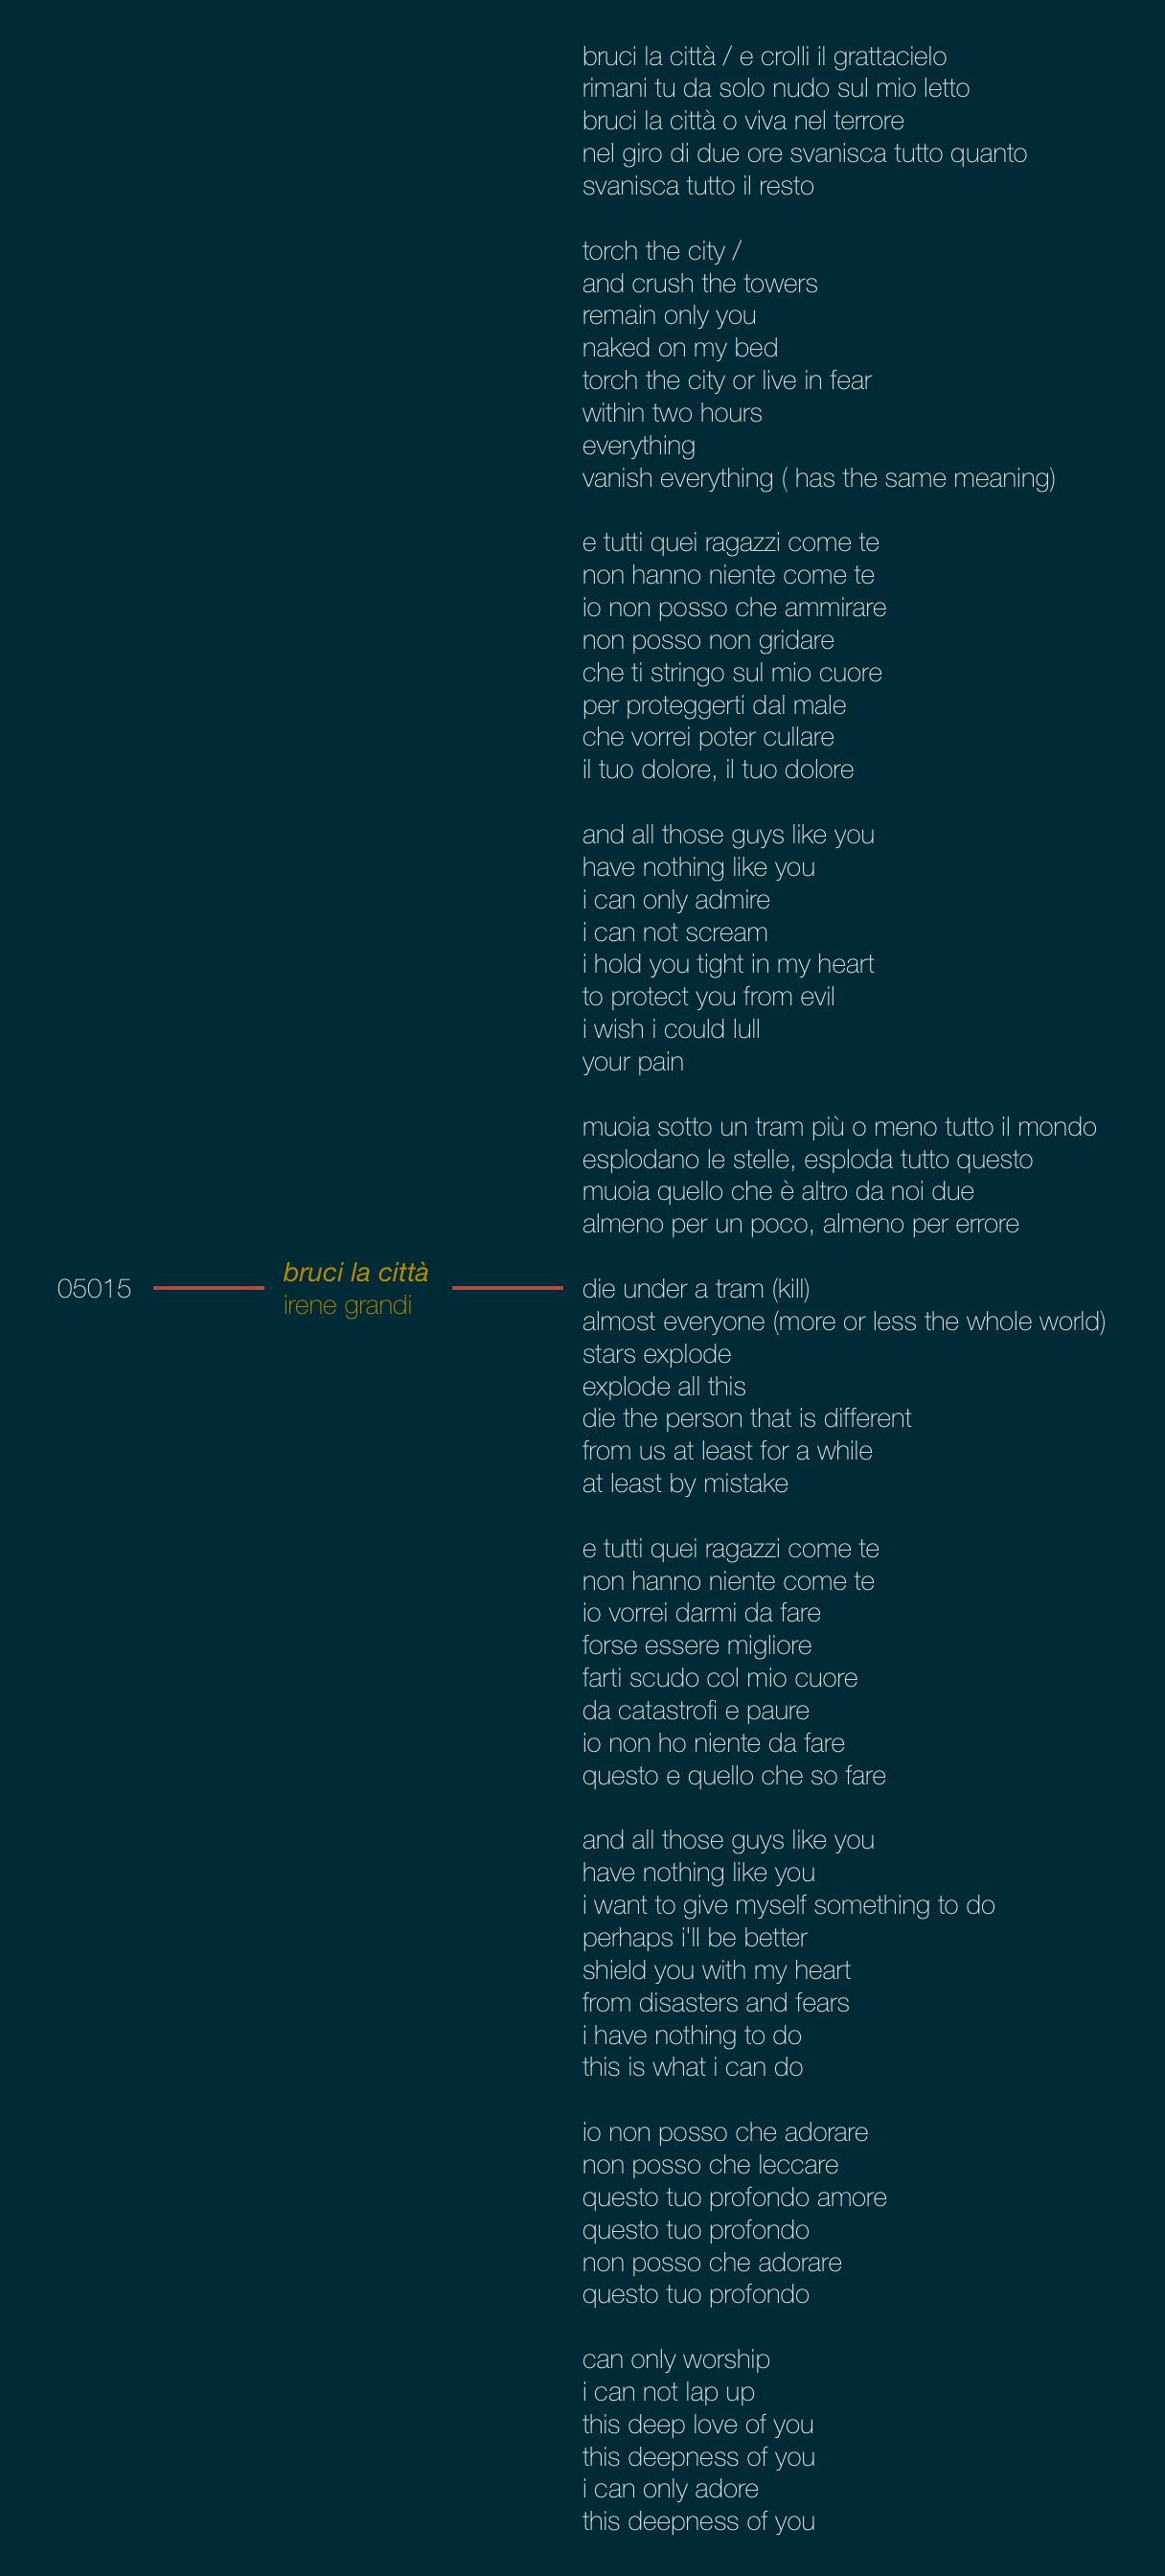 05015
bruci la città
irene grandi
bruci la città / e crolli il grattacielo
rimani tu da solo nudo sul mio letto
bruci la città o viva nel terrore
nel giro di due ore svanisca tutto quanto
svanisca tutto il resto
torch the city /
and crush the towers
remain only you
naked on my bed
torch the city or live in fear
within two hours
everything
vanish everything ( has the same meaning)
e tutti quei ragazzi come te
non hanno niente come te
io non posso che ammirare
non posso non gridare
che ti stringo sul mio cuore
per proteggerti dal male
che vorrei poter cullare
il tuo dolore, il tuo dolore
and all those guys like you
have nothing like you
i can only admire
i can not scream
i hold you tight in my heart
to protect you from evil
i wish i could lull
your pain
muoia sotto un tram più o meno tutto il mondo
esplodano le stelle, esploda tutto questo
muoia quello che è altro da noi due
almeno per un poco, almeno per errore
die under a tram (kill)
almost everyone (more or less the whole world)
stars explode
explode all this
die the person that is different
from us at least for a while
at least by mistake
e tutti quei ragazzi come te
non hanno niente come te
io vorrei darmi da fare
forse essere migliore
farti scudo col mio cuore
da catastrofi e paure
io non ho niente da fare
questo e quello che so fare
and all those guys like you
have nothing like you
i want to give myself something to do
perhaps i'll be better
shield you with my heart
from disasters and fears
i have nothing to do
this is what i can do
io non posso che adorare
non posso che leccare
questo tuo profondo amore
questo tuo profondo
non posso che adorare
questo tuo profondo
can only worship
i can not lap up
this deep love of you
this deepness of you
i can only adore
this deepness of you